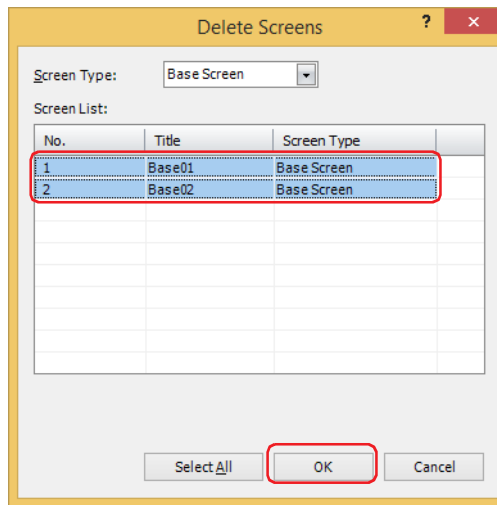 Delete Screens ? ×
Screen Type: Base Screen
Screen List:
No. Title Screen Type
1 Base01 Base Screen
2 Base02 Base Screen
Select All OK Cancel